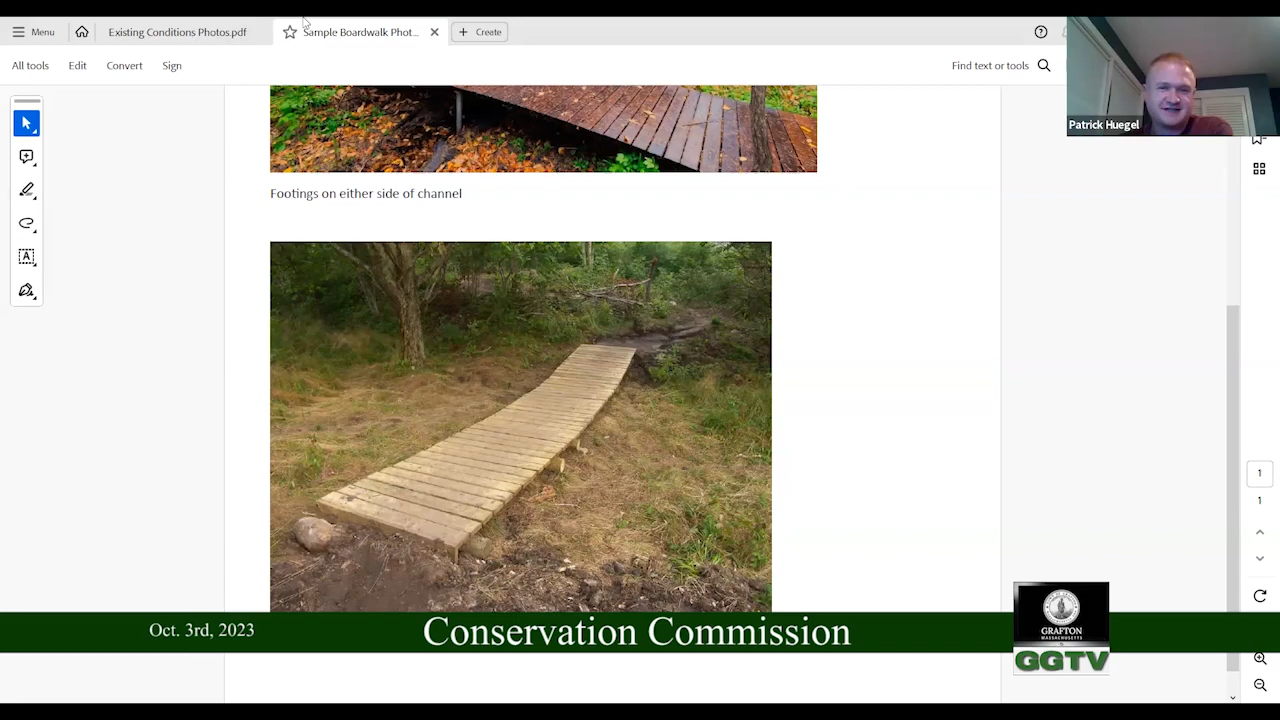 Menu
Existing Conditions Photos.pdf
Sample Boardwalk Phot...
Create
All tools
Edit
Convert
Sign
Find text or tools
Patrick Huegel
Footings on either side of channel
1
1
Oct. 3rd, 2023
Conservation Commission
GRAFTON
MASSACHUSETTS
GGTV